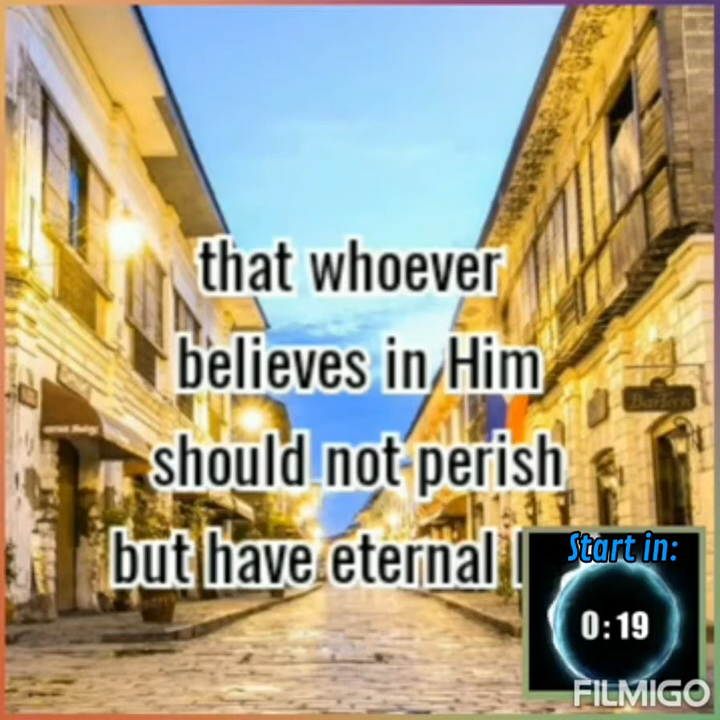 that whoever
believes in Him
should not perish
but have eternal l
Start in:
0:19
FILMIGO